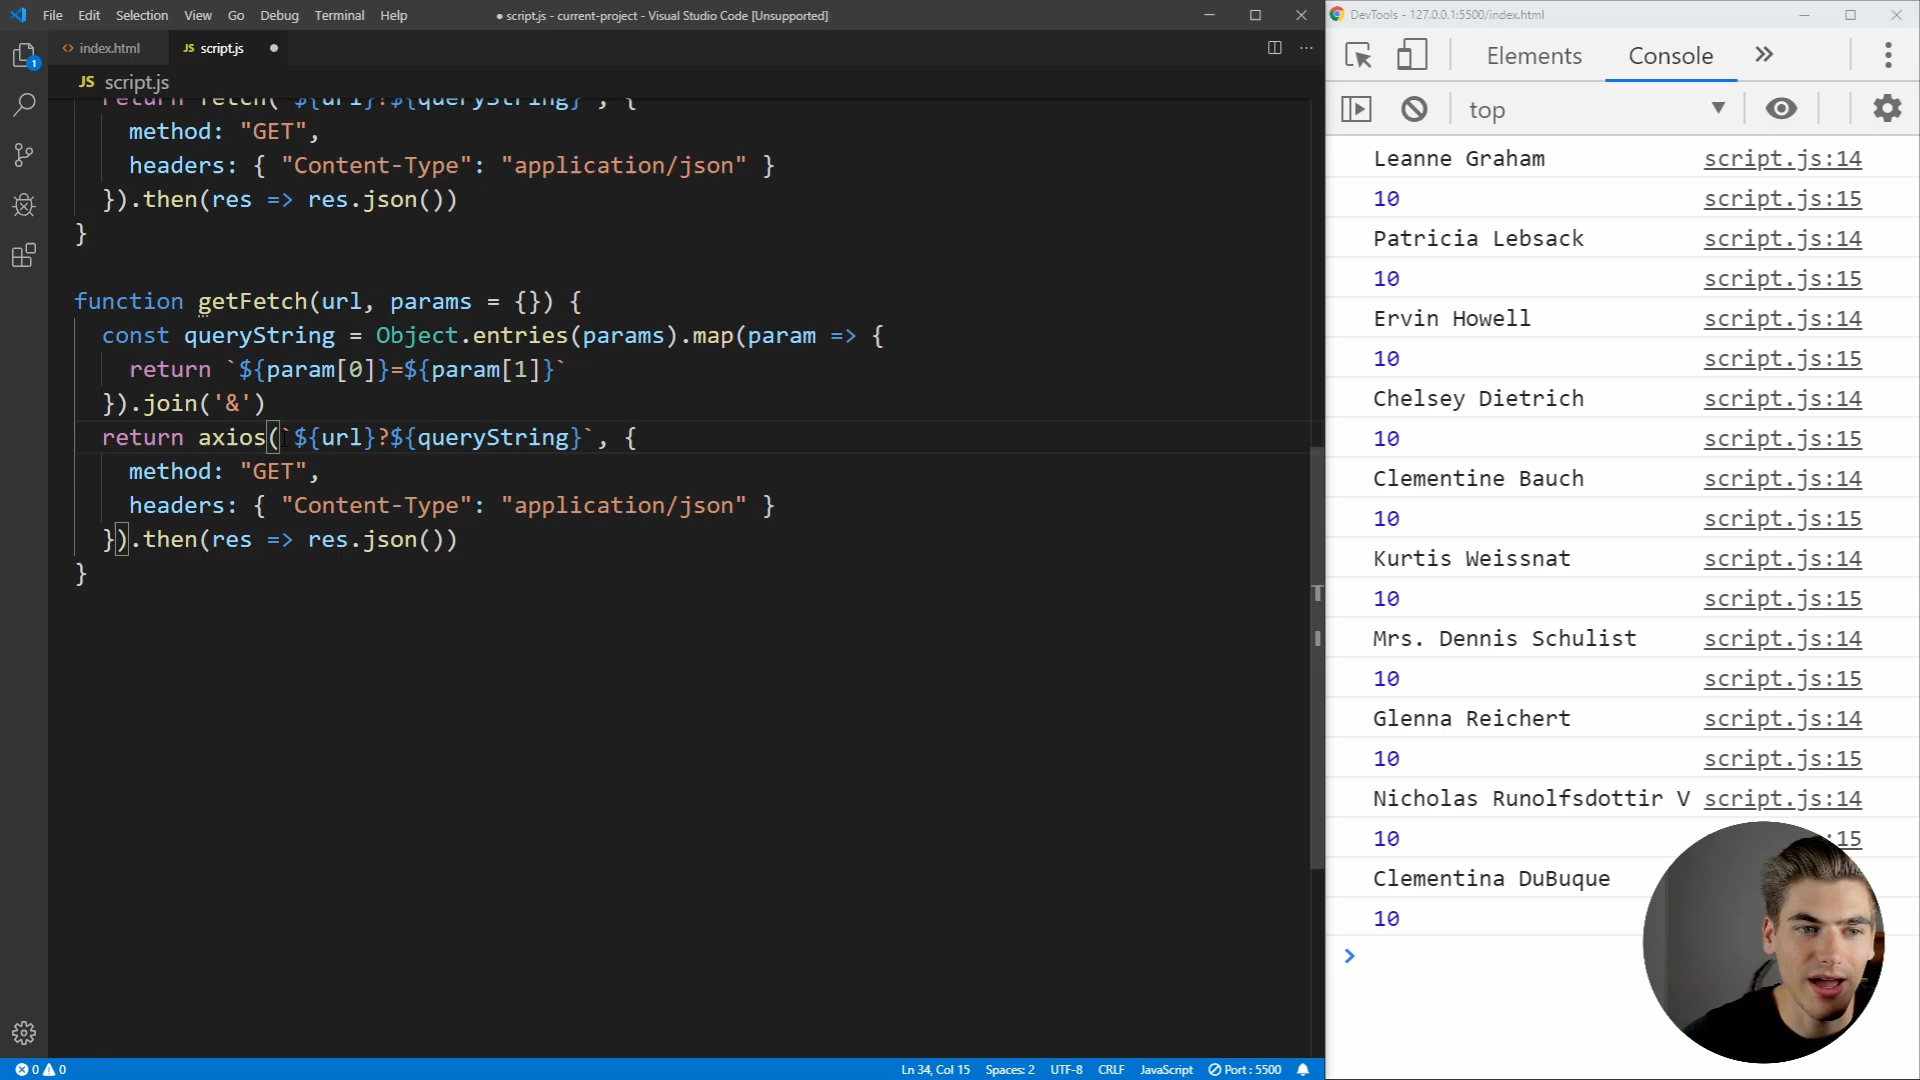 File Edit Selection View Go Debug Terminal Help
● script.js - current-project - Visual Studio Code [Unsupported]
1
<> index.html
JS script.js ●
JS script.js
return fetch(`${url}?${queryString}`, {
method: "GET",
headers: { "Content-Type": "application/json" }
}).then(res => res.json())
}
function getFetch(url, params = {}) {
const queryString = Object.entries(params).map(param => {
return `${param[0]}=${param[1]}`
}).join('&')
return axios(`${url}?${queryString}`, {
method: "GET",
headers: { "Content-Type": "application/json" }
}).then(res => res.json())
}
0 0
Ln 34, Col 15 Spaces: 2 UTF-8 CRLF JavaScript Port : 5500
DevTools - 127.0.0.1:5500/index.html
Elements Console
top
Leanne Graham script.js:14
10 script.js:15
Patricia Lebsack script.js:14
10 script.js:15
Ervin Howell script.js:14
10 script.js:15
Chelsey Dietrich script.js:14
10 script.js:15
Clementine Bauch script.js:14
10 script.js:15
Kurtis Weissnat script.js:14
10 script.js:15
Mrs. Dennis Schulist script.js:14
10 script.js:15
Glenna Reichert script.js:14
10 script.js:15
Nicholas Runolfsdottir V script.js:14
10 :15
Clementina DuBuque
10